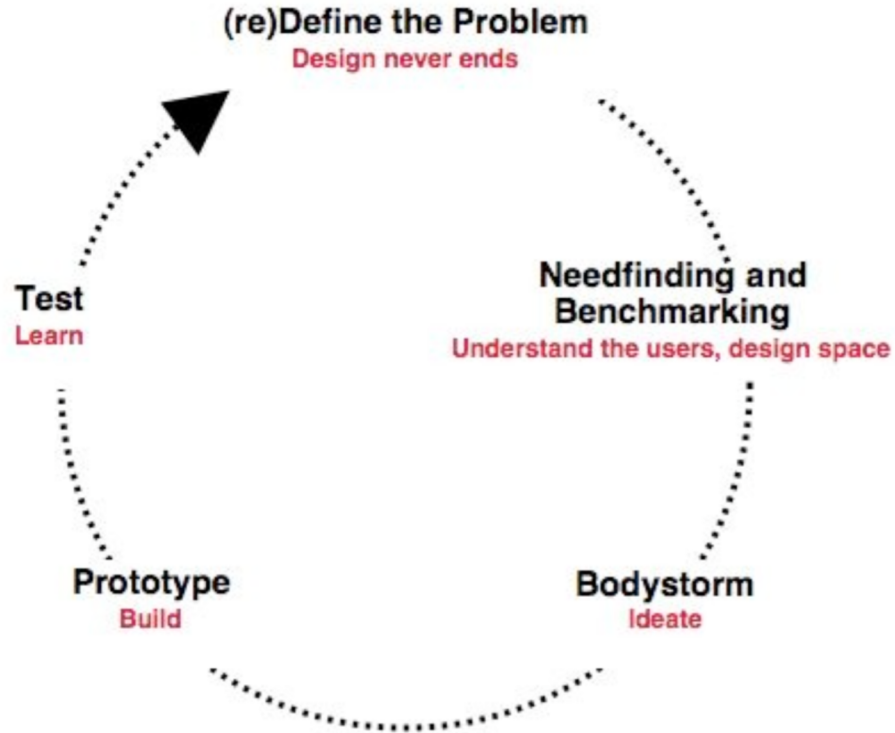 (re)Define the Problem
Design never ends
Needfinding and
Benchmarking
Understand the users, design space
Bodystorm
Ideate
Prototype
Build
Test
Learn